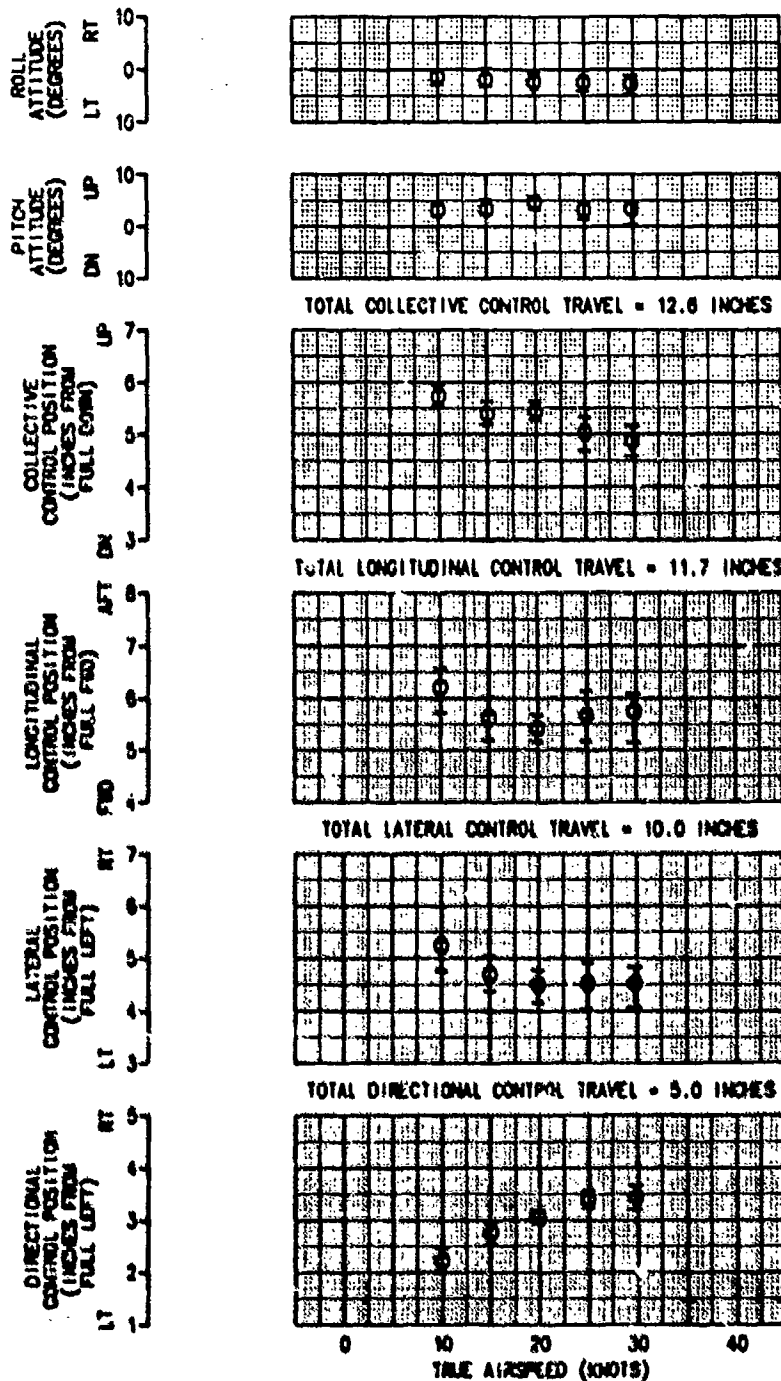 ROLL
ATTITUDE
(DEGREES)
LT RT
10
0
10
PITCH
ATTITUDE
(DEGREES)
DN UP
10
0
10
TOTAL COLLECTIVE CONTROL TRAVEL = 12.6 INCHES
COLLECTIVE
CONTROL POSITION
(INCHES FROM
FULL DOWN)
DN UP
7
6
5
4
3
TOTAL LONGITUDINAL CONTROL TRAVEL = 11.7 INCHES
LONGITUDINAL
CONTROL POSITION
(INCHES FROM
FULL FWD)
FWD AFT
8
7
6
5
4
TOTAL LATERAL CONTROL TRAVEL = 10.0 INCHES
LATERAL
CONTROL POSITION
(INCHES FROM
FULL LEFT)
LT RT
7
6
5
4
3
TOTAL DIRECTIONAL CONTROL TRAVEL = 5.0 INCHES
DIRECTIONAL
CONTROL POSITION
(INCHES FROM
FULL LEFT)
LT RT
5
4
3
2
1
0 10 20 30 40
TRUE AIRSPEED (KNOTS)